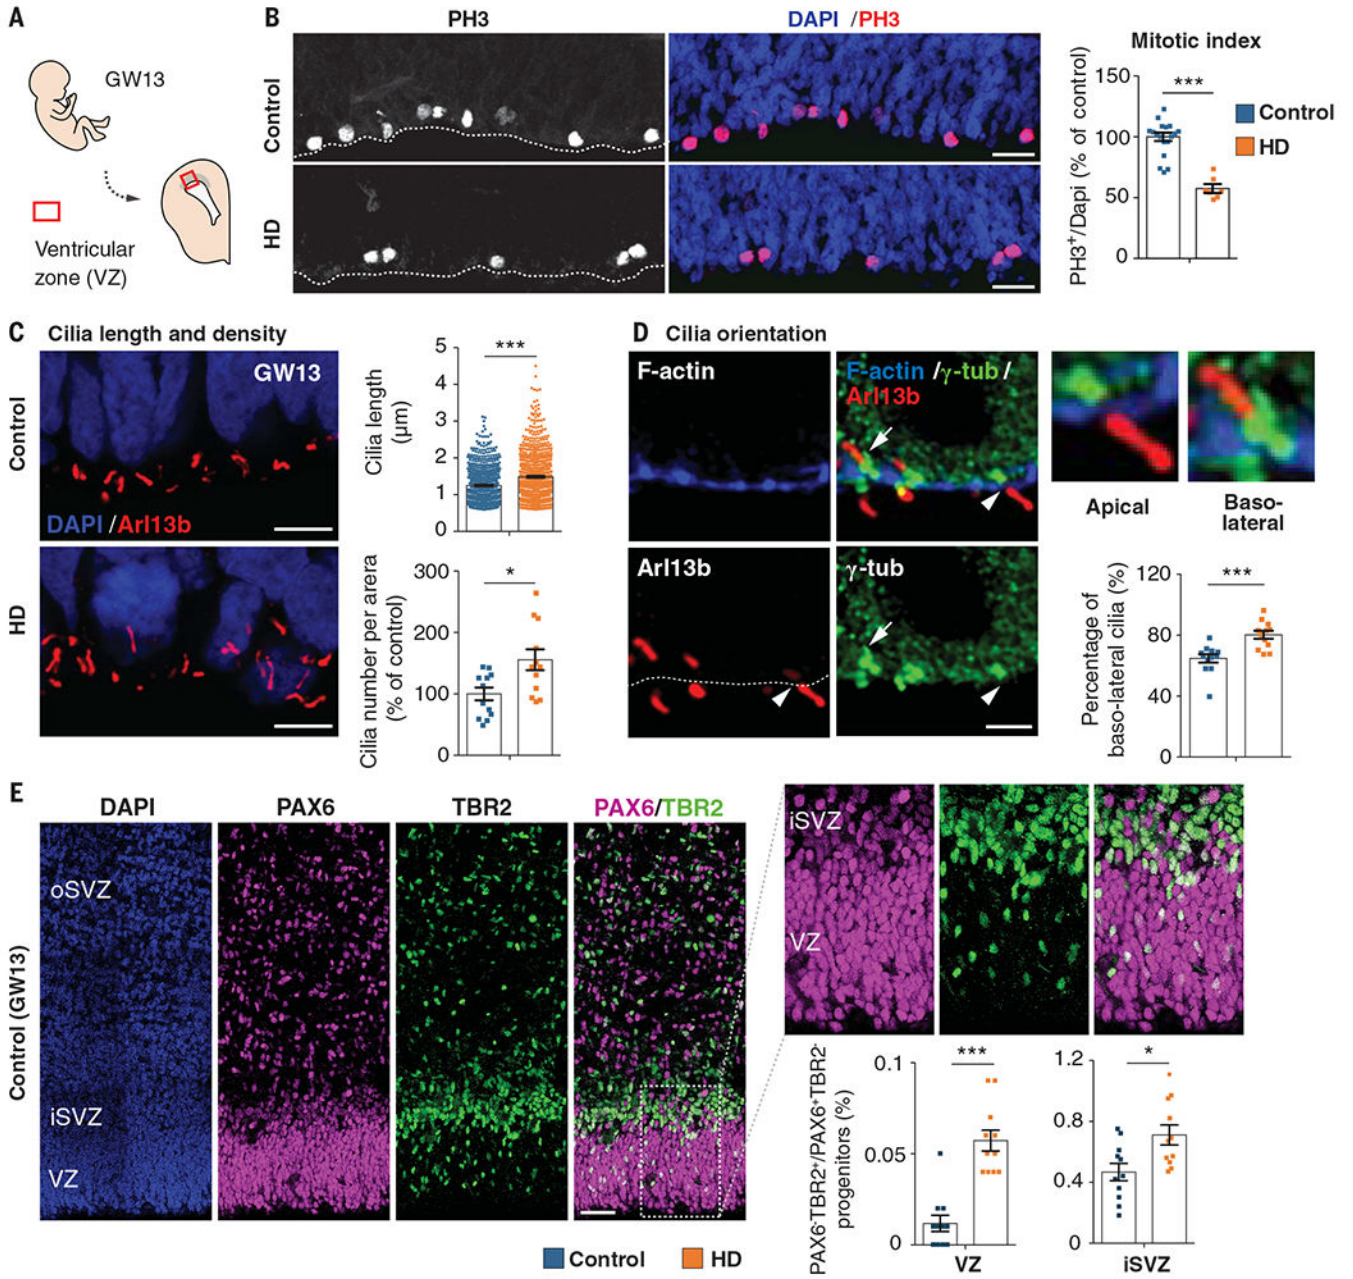 A
GW13
Ventricular
zone (VZ)
B
PH3
DAPI /PH3
Control
HD
Mitotic index
PH3+/Dapi (% of control)
150
100
50
0
***
Control
HD
C Cilia length and density
Control
GW13
DAPI /Arl13b
HD
Cilia length
(μm)
5
4
3
2
1
0
***
Cilia number per arera
(% of control)
300
200
100
0
*
D Cilia orientation
F-actin
F-actin /γ-tub/
Arl13b
Arl13b
γ-tub
Apical
Baso-
lateral
Percentage of
baso-lateral cilia (%)
120
80
40
0
***
E
DAPI
PAX6
TBR2
PAX6/TBR2
Control (GW13)
oSVZ
iSVZ
VZ
iSVZ
VZ
PAX6-TBR2+/PAX6+TBR2-
progenitors (%)
0.1
0.05
0
***
VZ
1.2
0.8
0.4
0
*
iSVZ
Control
HD